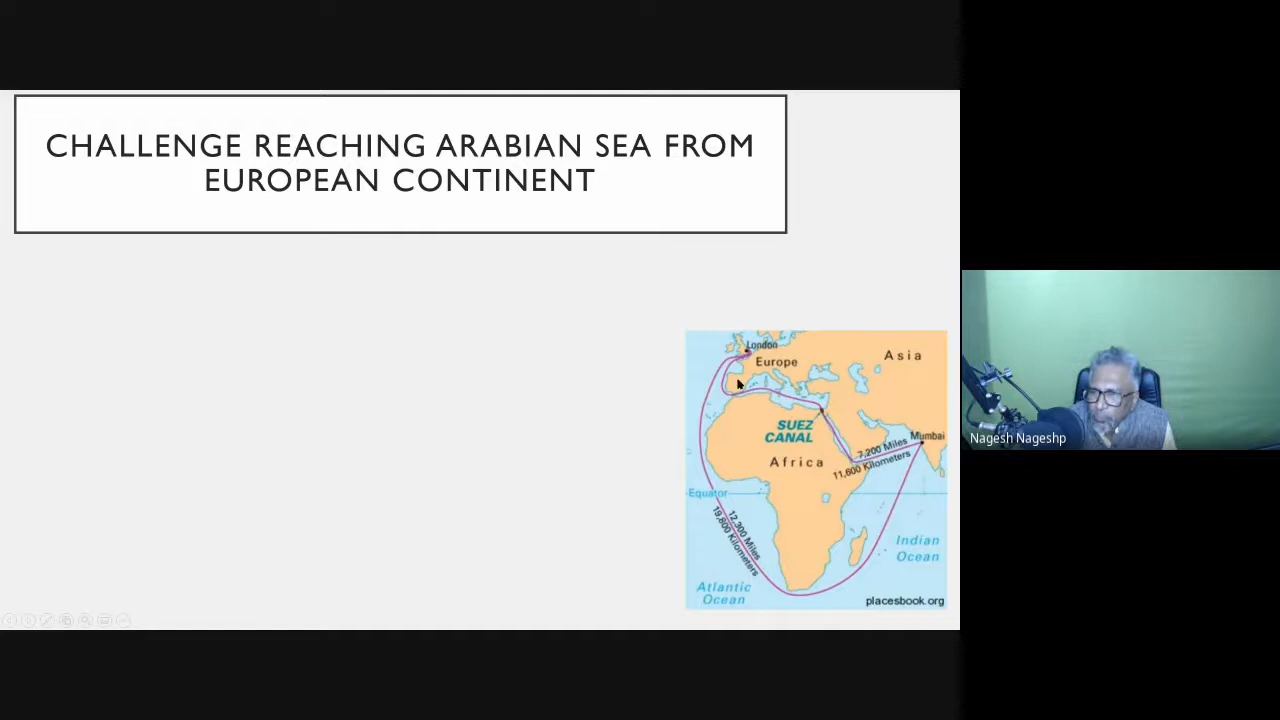 CHALLENGE REACHING ARABIAN SEA FROM
EUROPEAN CONTINENT
London
Europe
Asia
SUEZ
CANAL
Africa
7,200 Miles
11,600 Kilometers
Mumbai
Equator
12,300 Miles
19,800 Kilometers
Indian
Ocean
Atlantic
Ocean
placesbook.org
Nagesh Nageshp